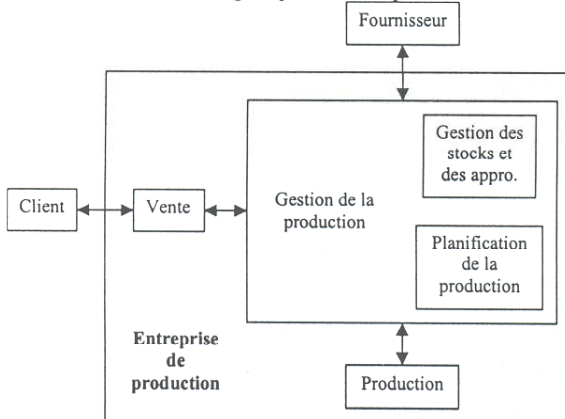 Fournisseur
Gestion des
stocks et
des appro.
Client
Vente
Gestion de la
production
Planification
de la
production
Entreprise
de
production
Production